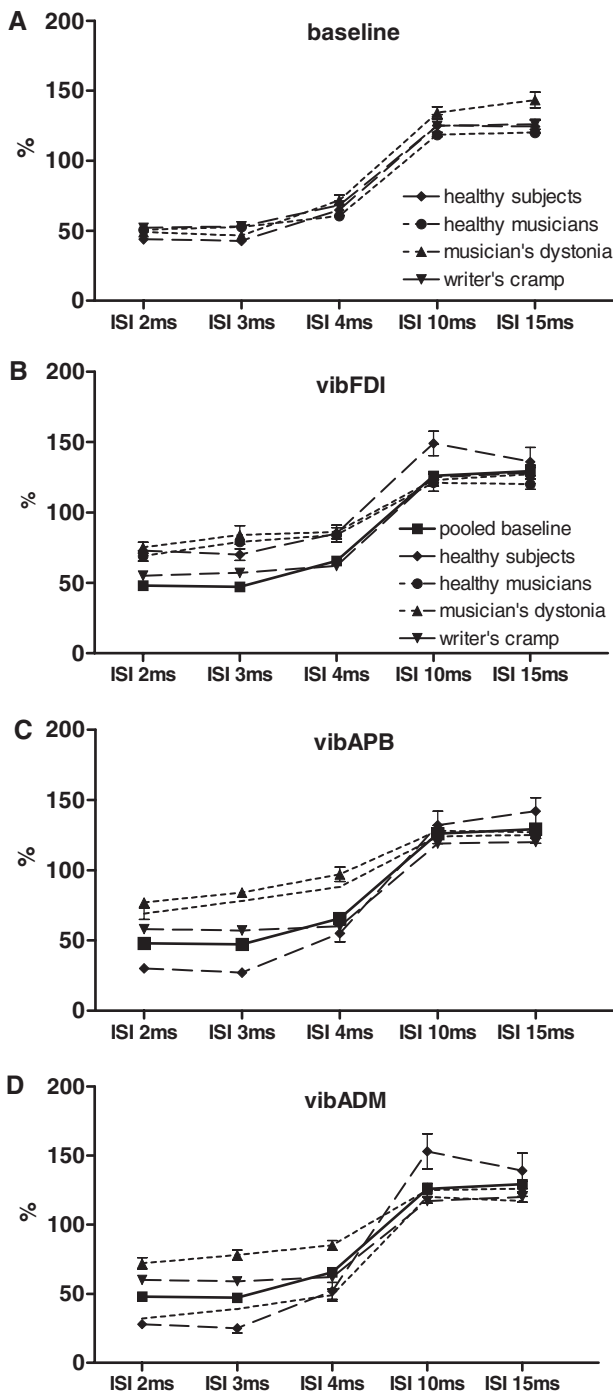 A
baseline
200
150
100
50
0
%
healthy subjects
healthy musicians
musician's dystonia
writer's cramp
ISI 2ms ISI 3ms ISI 4ms ISI 10ms ISI 15ms
B
vibFDI
200
150
100
50
0
%
pooled baseline
healthy subjects
healthy musicians
musician's dystonia
writer's cramp
ISI 2ms ISI 3ms ISI 4ms ISI 10ms ISI 15ms
C
vibAPB
200
150
100
50
0
%
ISI 2ms ISI 3ms ISI 4ms ISI 10ms ISI 15ms
D
vibADM
200
150
100
50
0
%
ISI 2ms ISI 3ms ISI 4ms ISI 10ms ISI 15ms